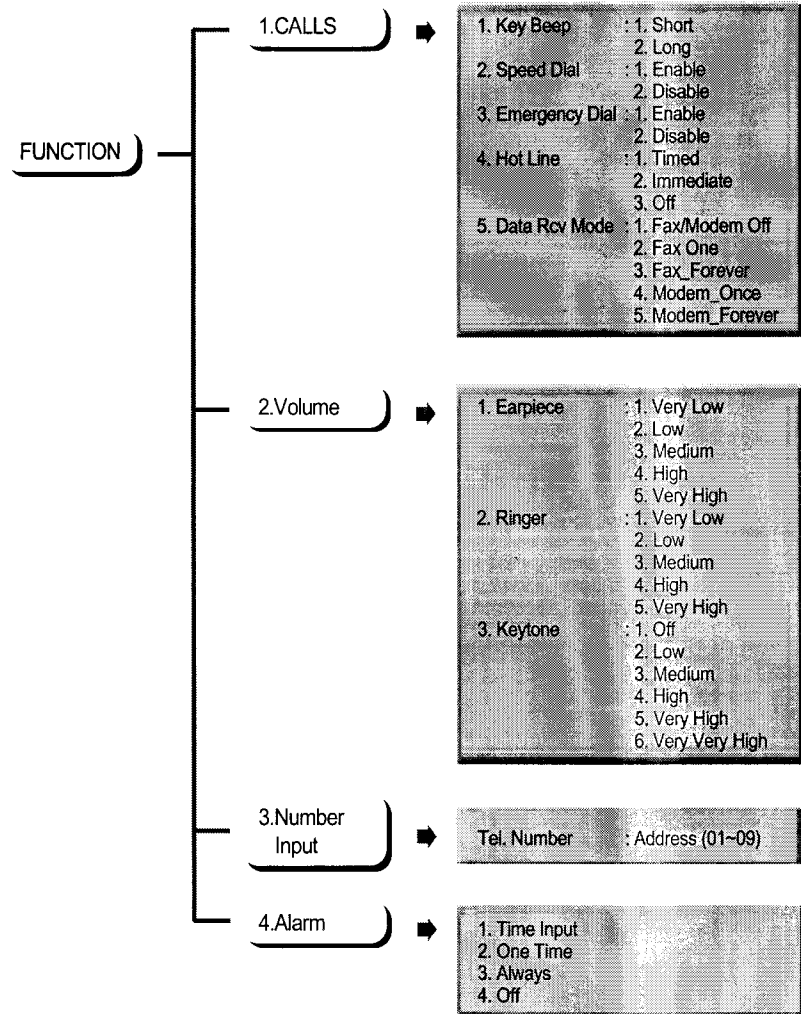 FUNCTION
1.CALLS
1. Key Beep : 1. Short
2. Long
2. Speed Dial : 1. Enable
2. Disable
3. Emergency Dial : 1. Enable
2. Disable
4. Hot Line : 1. Timed
2. Immediate
3. Off
5. Data Rcv Mode : 1. Fax/Modem Off
2. Fax One
3. Fax_Forever
4. Modem_Once
5. Modem_Forever
2.Volume
1. Earpiece : 1. Very Low
2. Low
3. Medium
4. High
5. Very High
2. Ringer : 1. Very Low
2. Low
3. Medium
4. High
5. Very High
3. Keytone : 1. Off
2. Low
3. Medium
4. High
5. Very High
6. Very Very High
3.Number
Input
Tel. Number : Address (01~09)
4.Alarm
1. Time Input
2. One Time
3. Always
4. Off